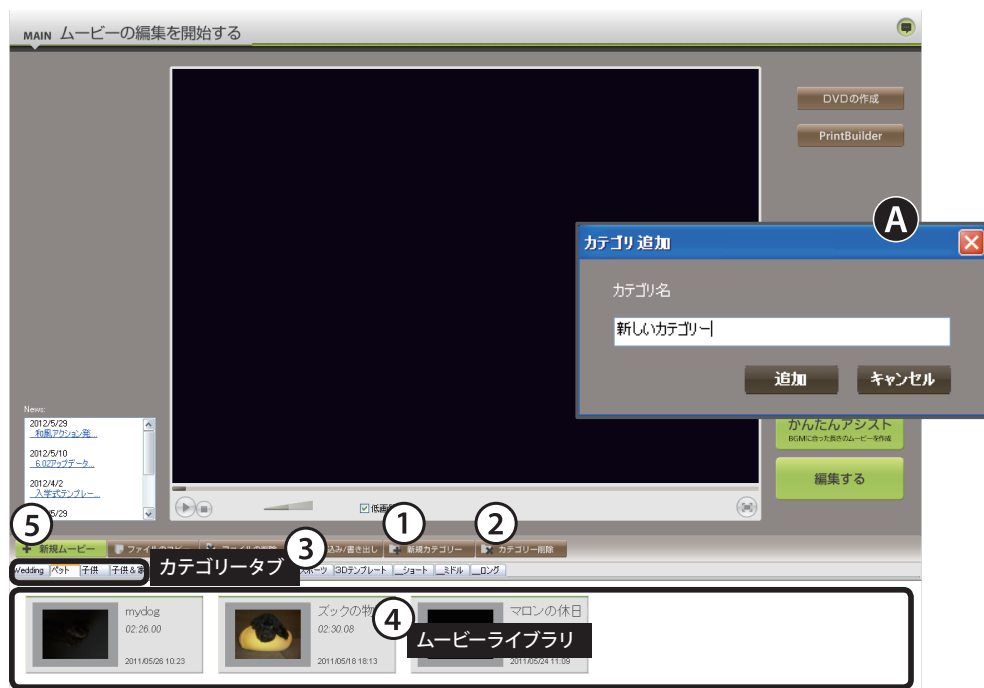 MAIN ムービーの編集を開始する
DVDの作成
PrintBuilder
A
カテゴリ 追加
カテゴリ名
新しいカテゴリー
追加
キャンセル
News:
2012/5/29
和風アクション発...
2012/5/10
6.02アップデータ...
2012/4/2
入学式テンプレー...
5/29
かんたんアシスト
BGMに合った長さのムービーを作成
編集する
低画
5
1
2
新規ムービー
3
込み/書き出し
新規カテゴリー
カテゴリー削除
Wedding
ペット
子供
子供&家
カテゴリータブ
スポーツ
3Dテンプレート
__ショート
__ミドル
__ロング
mydog
02:26.00
2011/05/26 10:23
ズックの物
02:30.08
2011/05/18 18:13
4
マロンの休日
ムービーライブラリ
2011/05/24 11:09